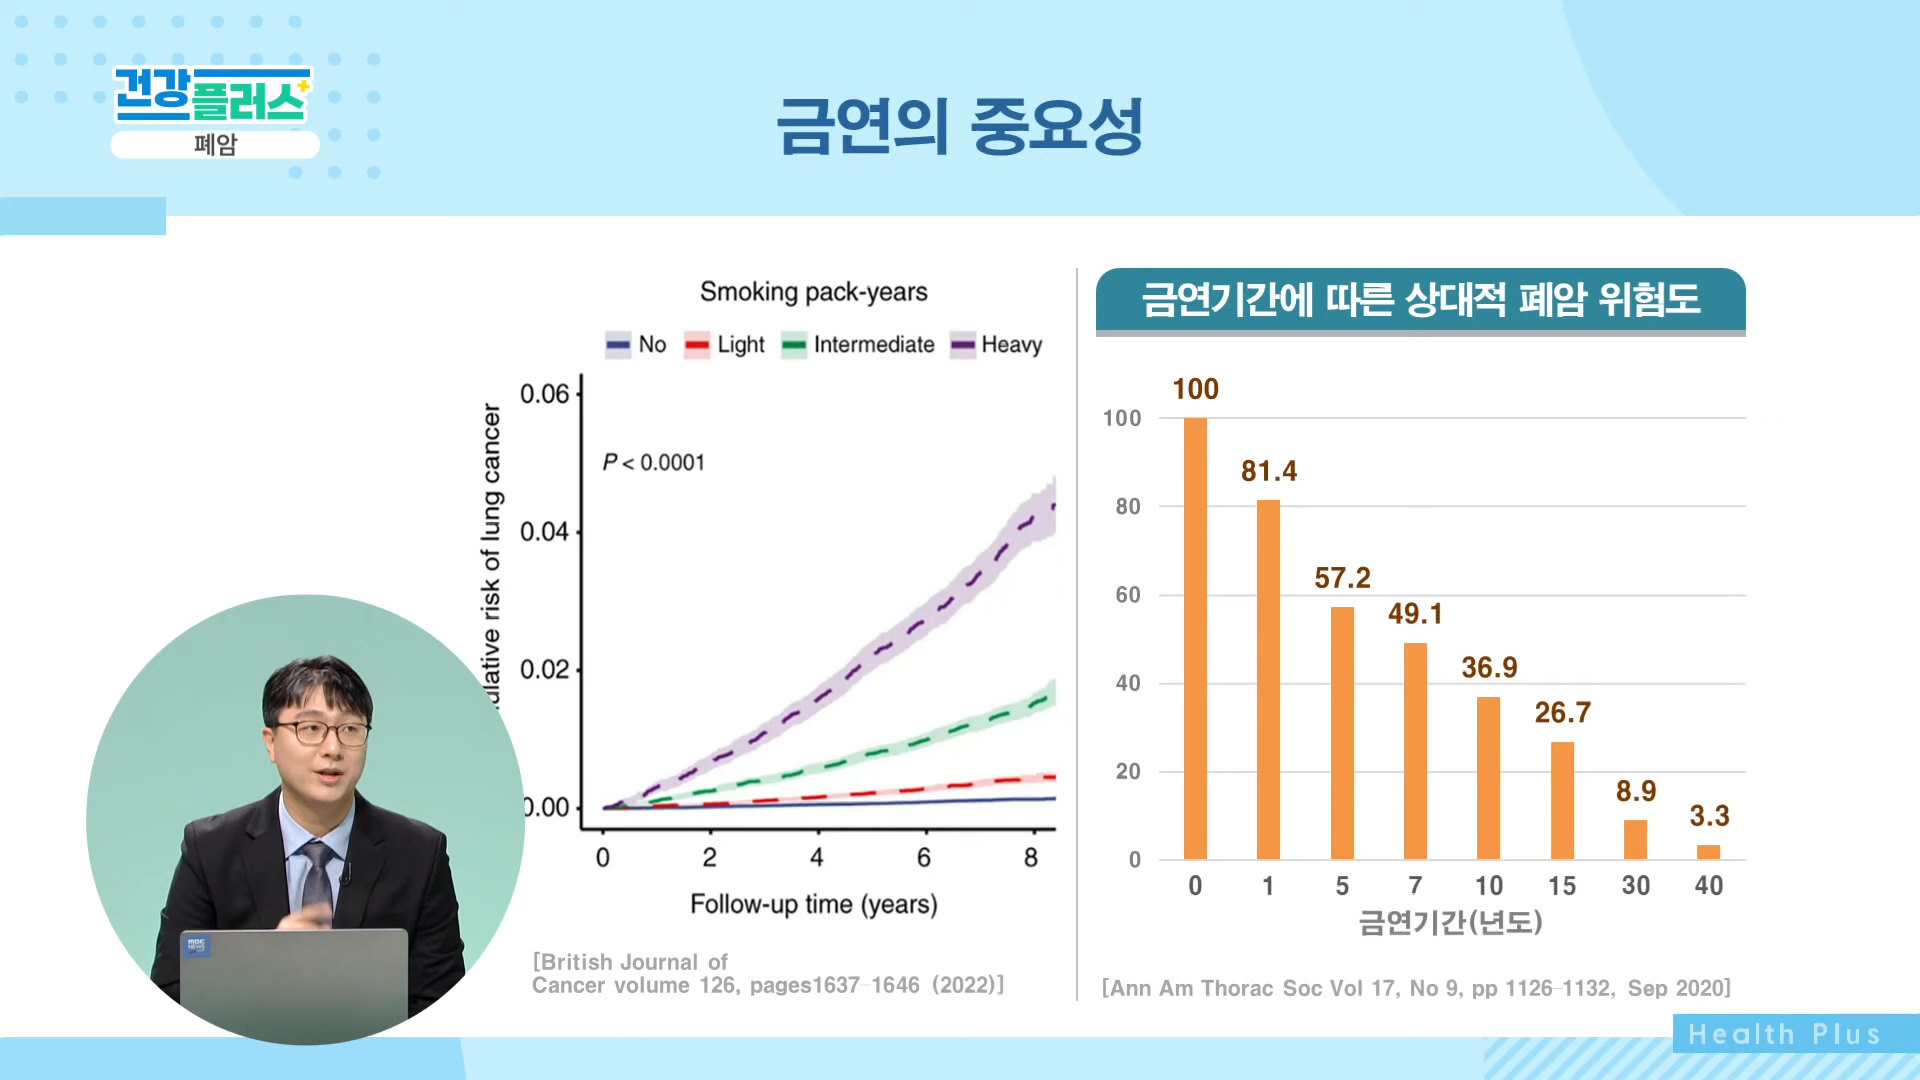 건강플러스+
폐암
금연의 중요성
Smoking pack-years
No Light Intermediate Heavy
0.06
0.04
0.02
0.00
risk of lung cancer
P < 0.0001
0 2 4 6 8
Follow-up time (years)
[British Journal of
Cancer volume 126, pages1637–1646 (2022)]
금연기간에 따른 상대적 폐암 위험도
100
80
60
40
20
0
100
81.4
57.2
49.1
36.9
26.7
8.9
3.3
0 1 5 7 10 15 30 40
금연기간(년도)
[Ann Am Thorac Soc Vol 17, No 9, pp 1126–1132, Sep 2020]
MBC
NEWS
Health Plus